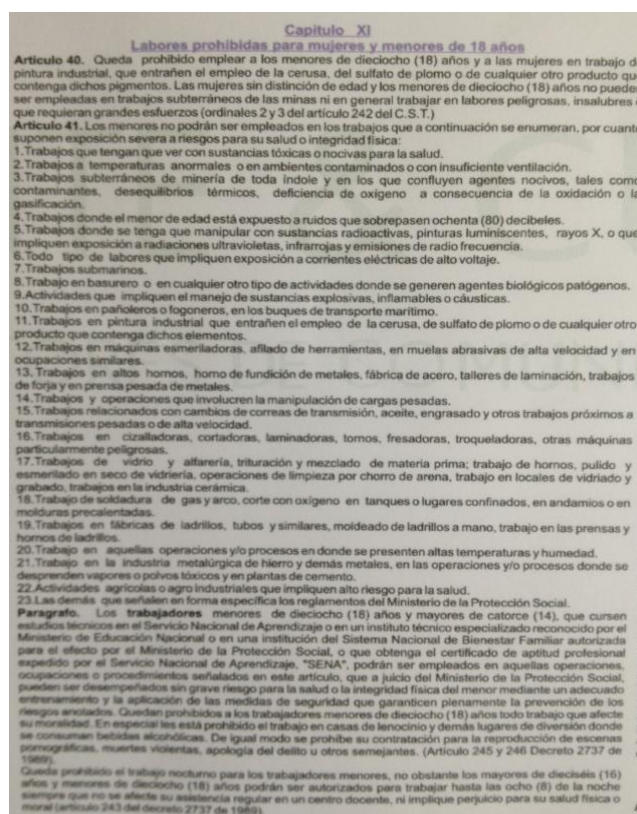 Capitulo XI
Labores prohibidas para mujeres y menores de 18 años
Articulo 40. Queda prohibido emplear a los menores de dieciocho (18) años y a las mujeres en trabajo d
pintura industrial, que entrañen el empleo de la cerusa, del sulfato de plomo o de cualquier otro producto qu
contenga dichos pigmentos. Las mujeres sin distinción de edad y los menores de dieciocho (18) años no puede
ser empleadas en trabajos subterráneos de las minas ni en general trabajar en labores peligrosas, insalubres
que requieran grandes esfuerzos (ordinales 2 y 3 del artículo 242 del C.S.T.)
Articulo 41. Los menores no podrán ser empleados en los trabajos que a continuación se enumeran, por cuant
suponen exposición severa a riesgos para su salud o integridad física:
1.Trabajos que tengan que ver con sustancias tóxicas o nocivas para la salud.
2.Trabajos a temperaturas anormales o en ambientes contaminados o con insuficiente ventilación.
3.Trabajos subterráneos de minería de toda índole y en los que confluyen agentes nocivos, tales como
contaminantes, desequilibrios térmicos, deficiencia de oxígeno a consecuencia de la oxidación o la
gasificación.
4.Trabajos donde el menor de edad está expuesto a ruidos que sobrepasen ochenta (80) decibeles.
5.Trabajos donde se tenga que manipular con sustancias radioactivas, pinturas luminiscentes, rayos X, o que
impliquen exposición a radiaciones ultravioletas, infrarrojas y emisiones de radio frecuencia.
6.Todo tipo de labores que impliquen exposición a corrientes eléctricas de alto voltaje.
7.Trabajos submarinos.
8.Trabajo en basurero o en cualquier otro tipo de actividades donde se generen agentes biológicos patógenos.
9.Actividades que impliquen el manejo de sustancias explosivas, inflamables o cáusticas.
10.Trabajos en pañoleros o fogoneros, en los buques de transporte marítimo.
11.Trabajos en pintura industrial que entrañen el empleo de la cerusa, de sulfato de plomo o de cualquier otro
producto que contenga dichos elementos.
12.Trabajos en máquinas esmeriladoras, afilado de herramientas, en muelas abrasivas de alta velocidad y en
ocupaciones similares.
13. Trabajos en altos hornos, horno de fundición de metales, fábrica de acero, talleres de laminación, trabajos
de forja y en prensa pesada de metales.
14.Trabajos y operaciones que involucren la manipulación de cargas pesadas.
15.Trabajos relacionados con cambios de correas de transmisión, aceite, engrasado y otros trabajos próximos a
transmisiones pesadas o de alta velocidad.
16.Trabajos en cizalladoras, cortadoras, laminadoras, tornos, fresadoras, troqueladoras, otras máquinas
particularmente peligrosas.
17.Trabajos de vidrio y alfarería, trituración y mezclado de materia prima; trabajo de hornos, pulido y
esmerilado en seco de vidriería, operaciones de limpieza por chorro de arena, trabajo en locales de vidriado y
grabado, trabajos en la industria cerámica.
18.Trabajo de soldadura de gas y arco, corte con oxígeno en tanques o lugares confinados, en andamios o en
molduras precalentadas.
19.Trabajos en fábricas de ladrillos, tubos y similares, moldeado de ladrillos a mano, trabajo en las prensas y
hornos de ladrillos.
20.Trabajo en aquellas operaciones y/o procesos en donde se presenten altas temperaturas y humedad.
21.Trabajo en la industria metalúrgica de hierro y demás metales, en las operaciones y/o procesos donde se
desprenden vapores o polvos tóxicos y en plantas de cemento.
22.Actividades agrícolas o agro industriales que impliquen alto riesgo para la salud.
23.Las demás que señalen en forma específica los reglamentos del Ministerio de la Protección Social.
Paragrafo. Los trabajadores menores de dieciocho (18) años y mayores de catorce (14), que cursen
estudios técnicos en el Servicio Nacional de Aprendizaje o en un instituto técnico especializado reconocido por el
Ministerio de Educación Nacional o en una institución del Sistema Nacional de Bienestar Familiar autorizada
para el efecto por el Ministerio de la Protección Social, o que obtenga el certificado de aptitud profesional
expedido por el Servicio Nacional de Aprendizaje, "SENA", podrán ser empleados en aquellas operaciones,
ocupaciones o procedimientos señalados en este artículo, que a juicio del Ministerio de la Protección Social,
pueden ser desempeñados sin grave riesgo para la salud o la integridad física del menor mediante un adecuado
entrenamiento y la aplicación de las medidas de seguridad que garanticen plenamente la prevención de los
riesgos anotados. Quedan prohibidos a los trabajadores menores de dieciocho (18) años todo trabajo que afecte
su moralidad. En especial les está prohibido el trabajo en casas de lenocinio y demás lugares de diversión donde
se consuman bebidas alcohólicas. De igual modo se prohíbe su contratación para la reproducción de escenas
pornográficas, muertes violentas, apología del delito u otros semejantes. (Artículo 245 y 246 Decreto 2737 de
1989).
Queda prohibido el trabajo nocturno para los trabajadores menores, no obstante los mayores de dieciséis (16)
años y menores de dieciocho (18) años podrán ser autorizados para trabajar hasta las ocho (8) de la noche
siempre que no se afecte su asistencia regular en un centro docente, ni implique perjuicio para su salud física o
moral (artículo 243 del decreto 2737 de 1989).